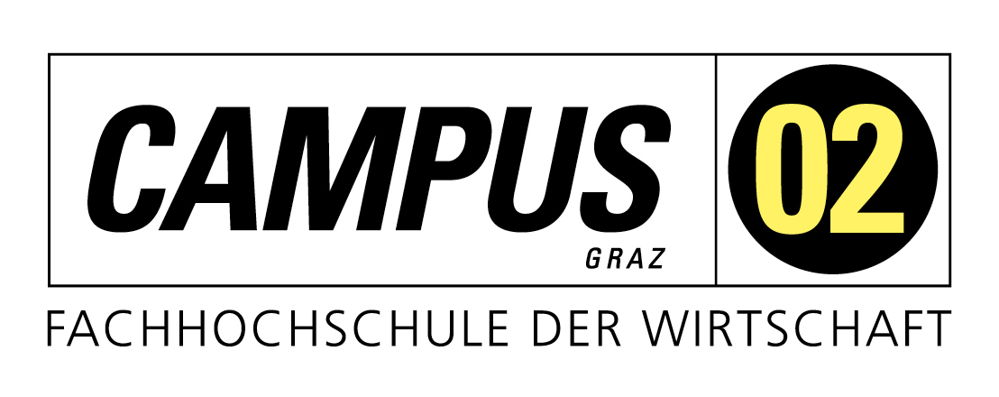 CAMPUS 02
GRAZ
FACHHOCHSCHULE DER WIRTSCHAFT